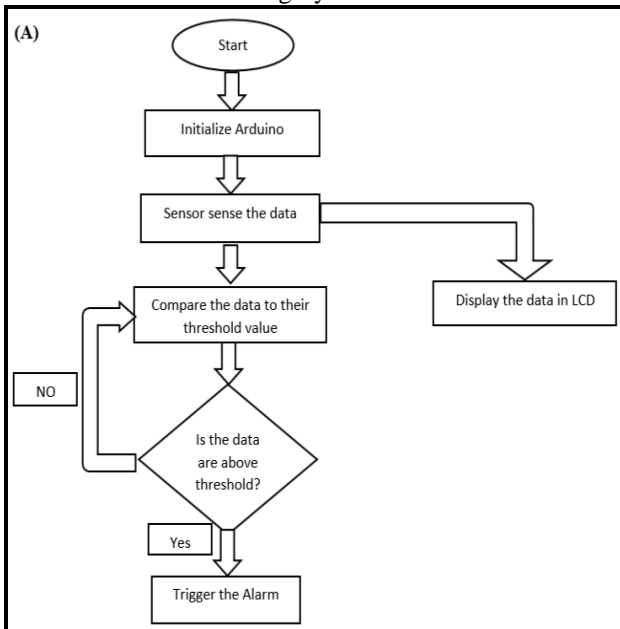 (A)
Start
Initialize Arduino
Sensor sense the data
Compare the data to their
threshold value
Display the data in LCD
NO
Is the data
are above
threshold?
Yes
Trigger the Alarm